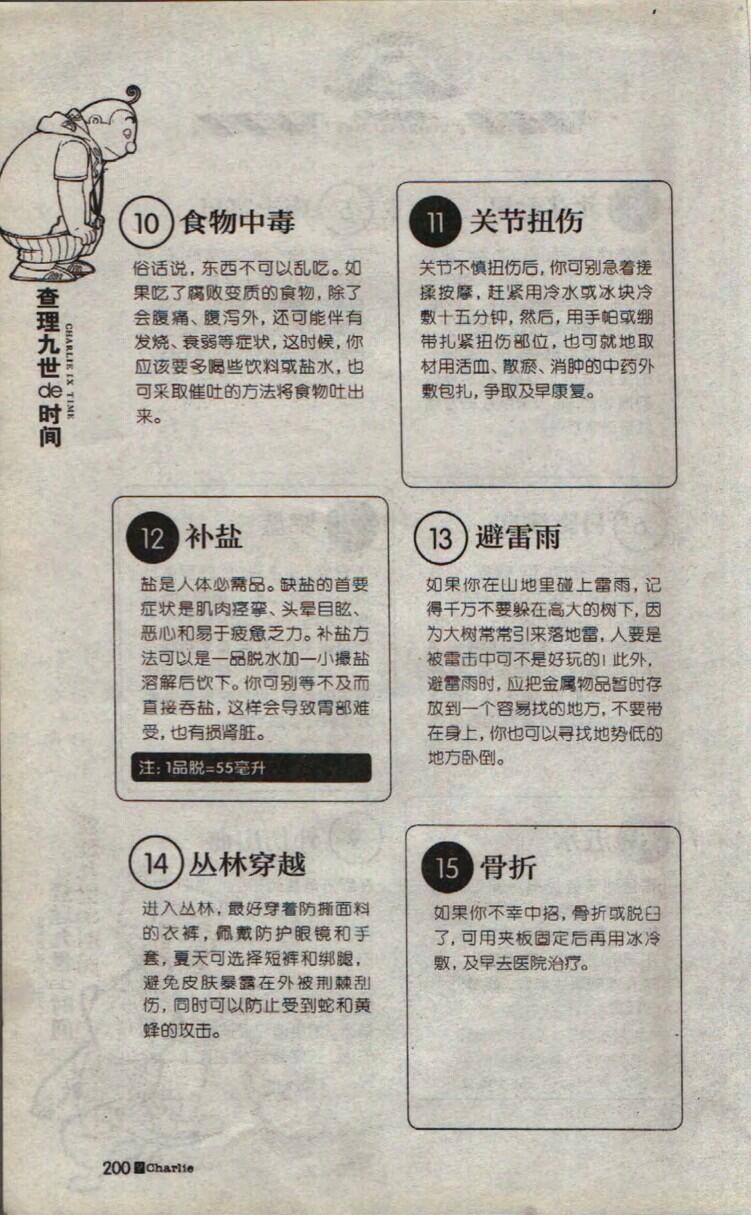 查理九世de时间
CHARLIE IX TIME
10 食物中毒
俗话说，东西不可以乱吃。如
果吃了腐败变质的食物，除了
会腹痛、腹泻外，还可能伴有
发烧、衰弱等症状，这时候，你
应该要多喝些饮料或盐水，也
可采取催吐的方法将食物吐出
来。
11 关节扭伤
关节不慎扭伤后，你可别急着搓
揉按摩，赶紧用冷水或冰块冷
敷十五分钟，然后，用手帕或绷
带扎紧扭伤部位，也可就地取
材用活血、散瘀、消肿的中药外
敷包扎，争取及早康复。
12 补盐
盐是人体必需品。缺盐的首要
症状是肌肉痉挛、头晕目眩、
恶心和易于疲惫乏力。补盐方
法可以是一品脱水加一小撮盐
溶解后饮下。你可别等不及而
直接吞盐，这样会导致胃部难
受，也有损肾脏。
注：1品脱=55毫升
13 避雷雨
如果你在山地里碰上雷雨，记
得千万不要躲在高大的树下，因
为大树常常引来落地雷，人要是
被雷击中可不是好玩的！此外，
避雷雨时，应把金属物品暂时存
放到一个容易找的地方，不要带
在身上，你也可以寻找地势低的
地方卧倒。
14 丛林穿越
进入丛林，最好穿着防撕面料
的衣裤，佩戴防护眼镜和手
套，夏天可选择短裤和绑腿，
避免皮肤暴露在外被荆棘刮
伤，同时可以防止受到蛇和黄
蜂的攻击。
15 骨折
如果你不幸中招，骨折或脱臼
了，可用夹板固定后再用冰冷
敷，及早去医院治疗。
200 Charlie